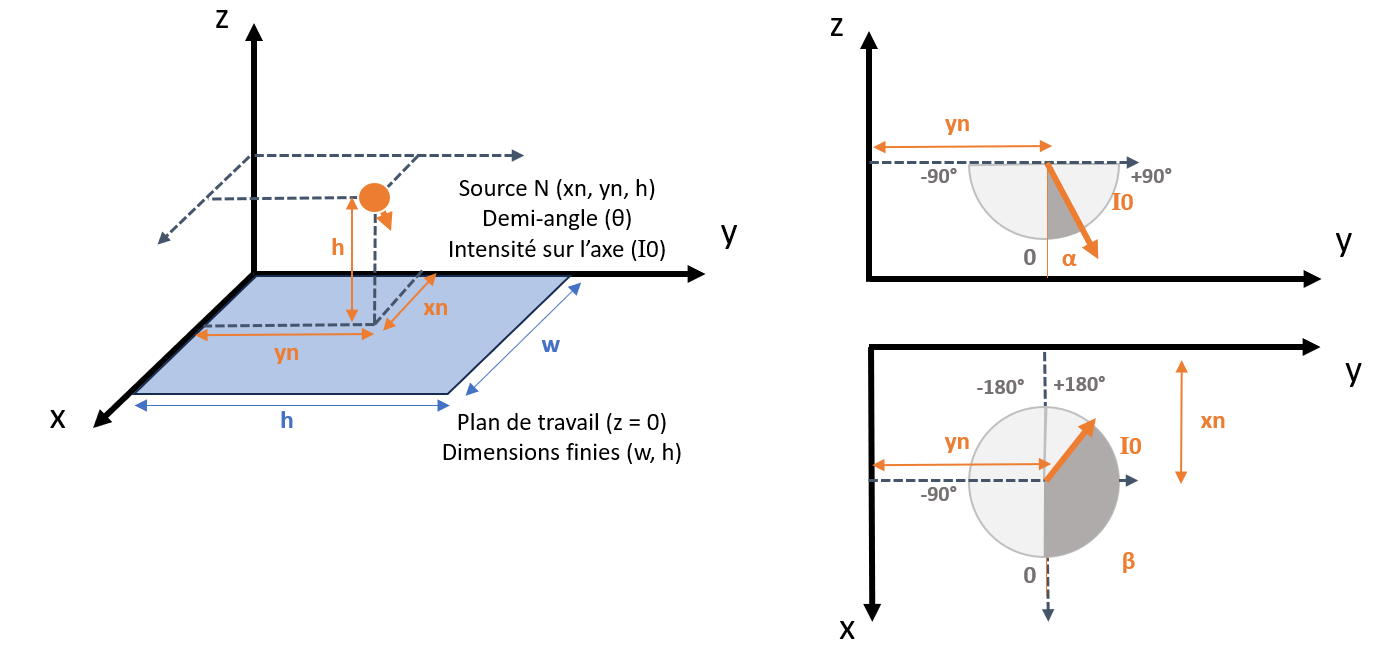 z
Source N (xn, yn, h)
Demi-angle (θ)
Intensité sur l’axe (I0)
h
y
xn
yn
w
x
h
Plan de travail (z = 0)
Dimensions finies (w, h)
z
yn
-90°
+90°
I0
0
α
y
y
-180°
+180°
xn
yn
I0
-90°
β
0
x